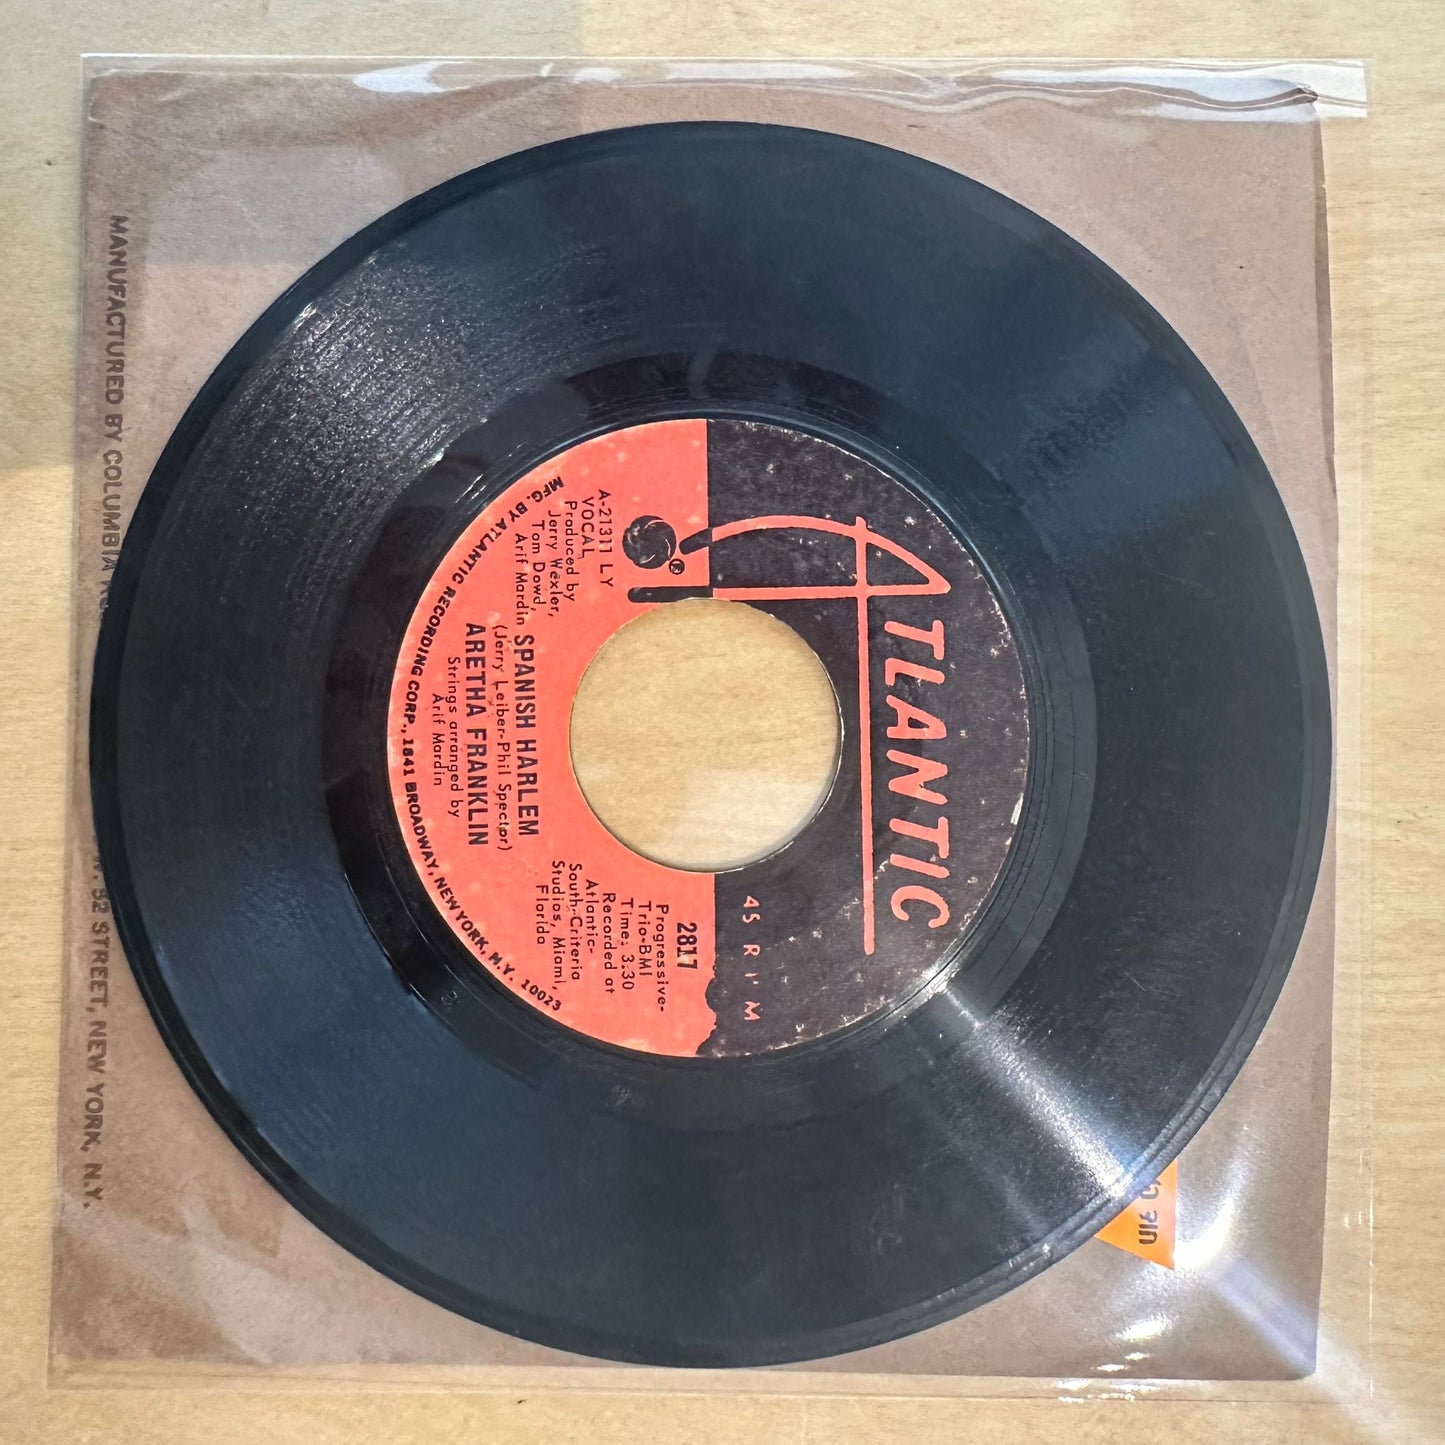 ATLANTIC
45 RPM
A-21311 LY
VOCAL
Produced by
Jerry Wexler,
Tom Dowd,
Arif Mardin
2817
Progressive-
Trio-BMI
Time: 3.30
Recorded at
Atlantic-
South-Criteria
Studios, Miami,
Florida
SPANISH HARLEM
(Jerry Leiber-Phil Spector)
ARETHA FRANKLIN
Strings arranged by
Arif Mardin
MFG. BY ATLANTIC RECORDING CORP., 1841 BROADWAY, NEW YORK, N.Y. 10023
®
MANUFACTURED BY COLUMBIA 52 STREET, NEW YORK, N.Y.